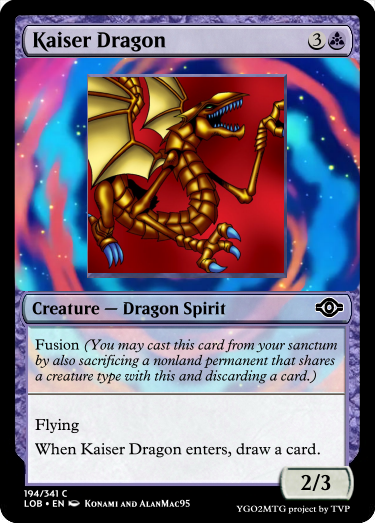 Kaiser Dragon 3
Creature — Dragon Spirit
Fusion (You may cast this card from your sanctum
by also sacrificing a nonland permanent that shares
a creature type with this and discarding a card.)
Flying
When Kaiser Dragon enters, draw a card.
2/3
194/341 C
LOB • EN Konami and AlanMac95
YGO2MTG project by TVP